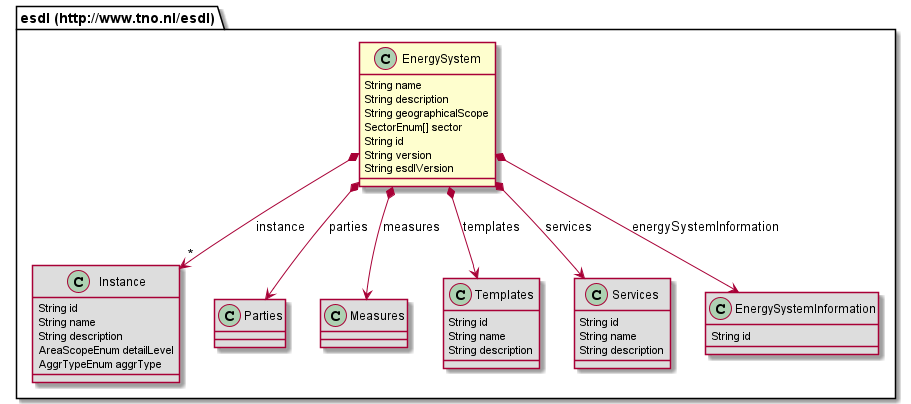 esdl (http://www.tno.nl/esdl)
C EnergySystem
String name
String description
String geographicalScope
SectorEnum[] sector
String id
String version
String esdlVersion
instance
parties
measures
templates
services
energySystemInformation
*
C Instance
String id
String name
String description
AreaScopeEnum detailLevel
AggrTypeEnum aggrType
C Parties
C Measures
C Templates
String id
String name
String description
C Services
String id
String name
String description
C EnergySystemInformation
String id